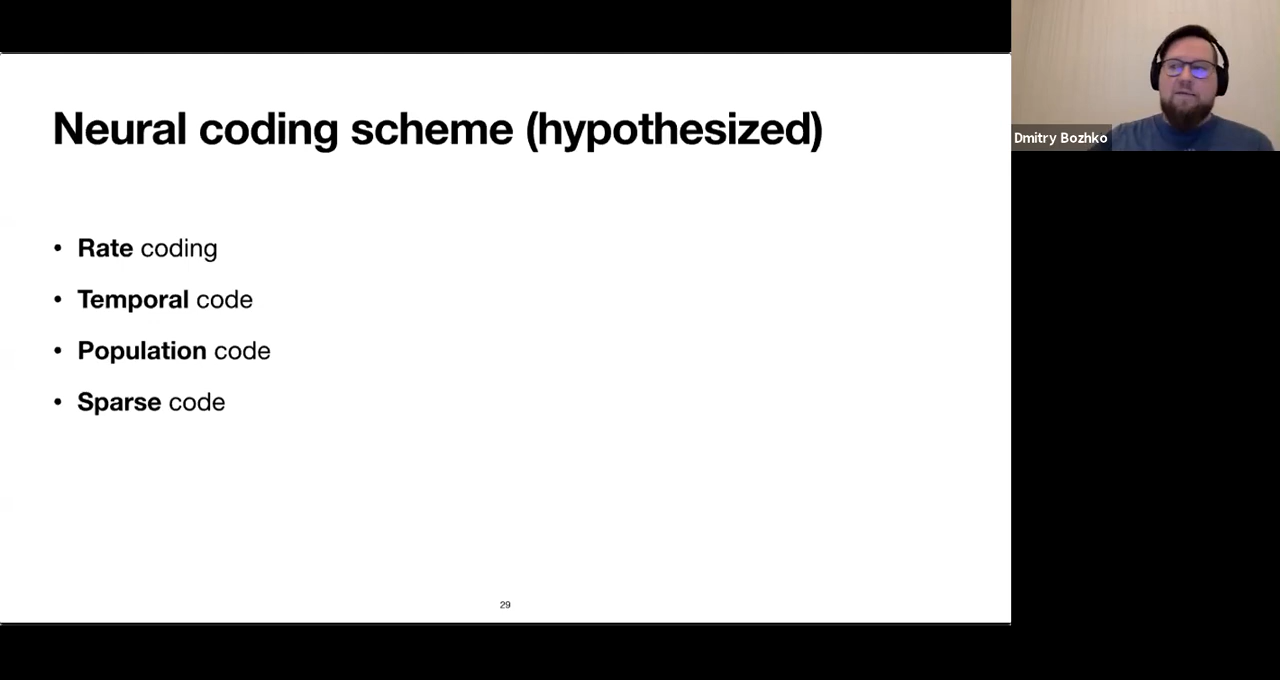 Neural coding scheme (hypothesized)
• Rate coding
• Temporal code
• Population code
• Sparse code
29
Dmitry Bozhko